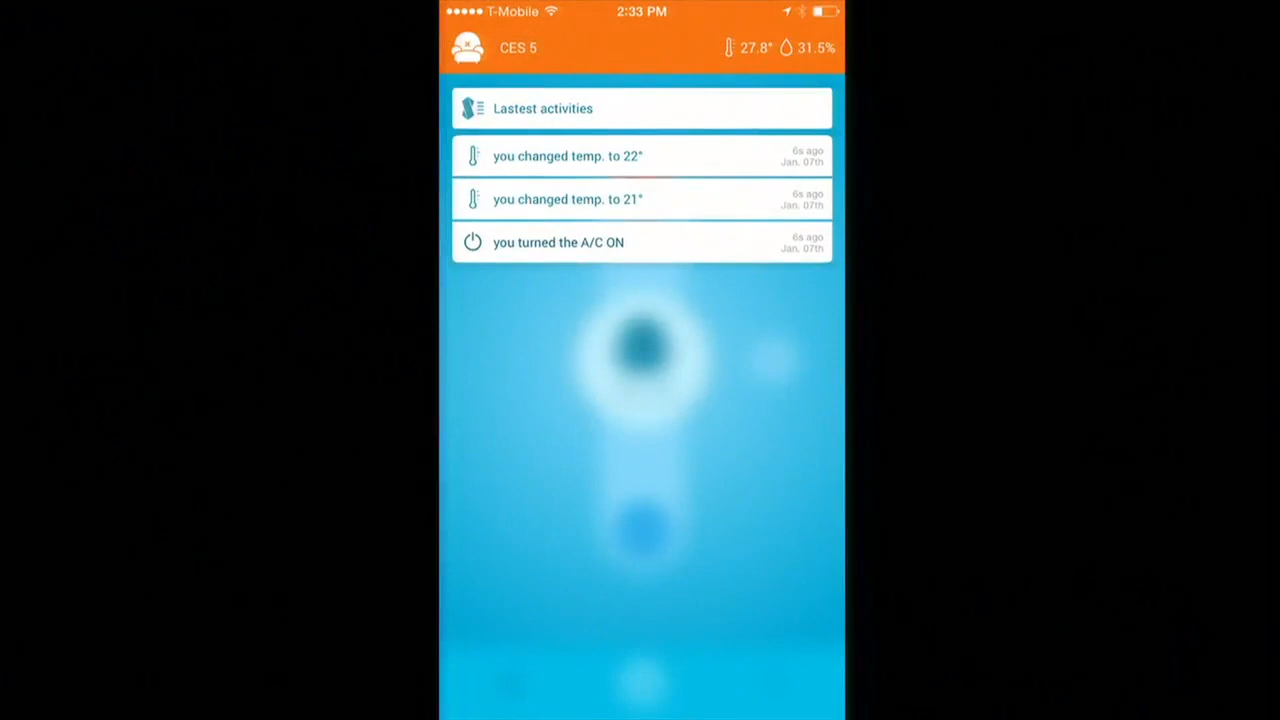 T-Mobile
2:33 PM
CES 5
27.8°
31.5%
Lastest activities
you changed temp. to 22°
6s ago
Jan. 07th
you changed temp. to 21°
6s ago
Jan. 07th
you turned the A/C ON
6s ago
Jan. 07th